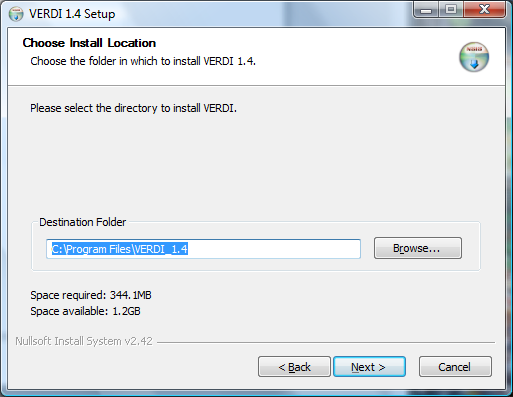 VERDI 1.4 Setup
Choose Install Location
Choose the folder in which to install VERDI 1.4.
Please select the directory to install VERDI.
Destination Folder
C:\Program Files\VERDI_1.4
Browse...
Space required: 344.1MB
Space available: 1.2GB
Nullsoft Install System v2.42
< Back
Next >
Cancel